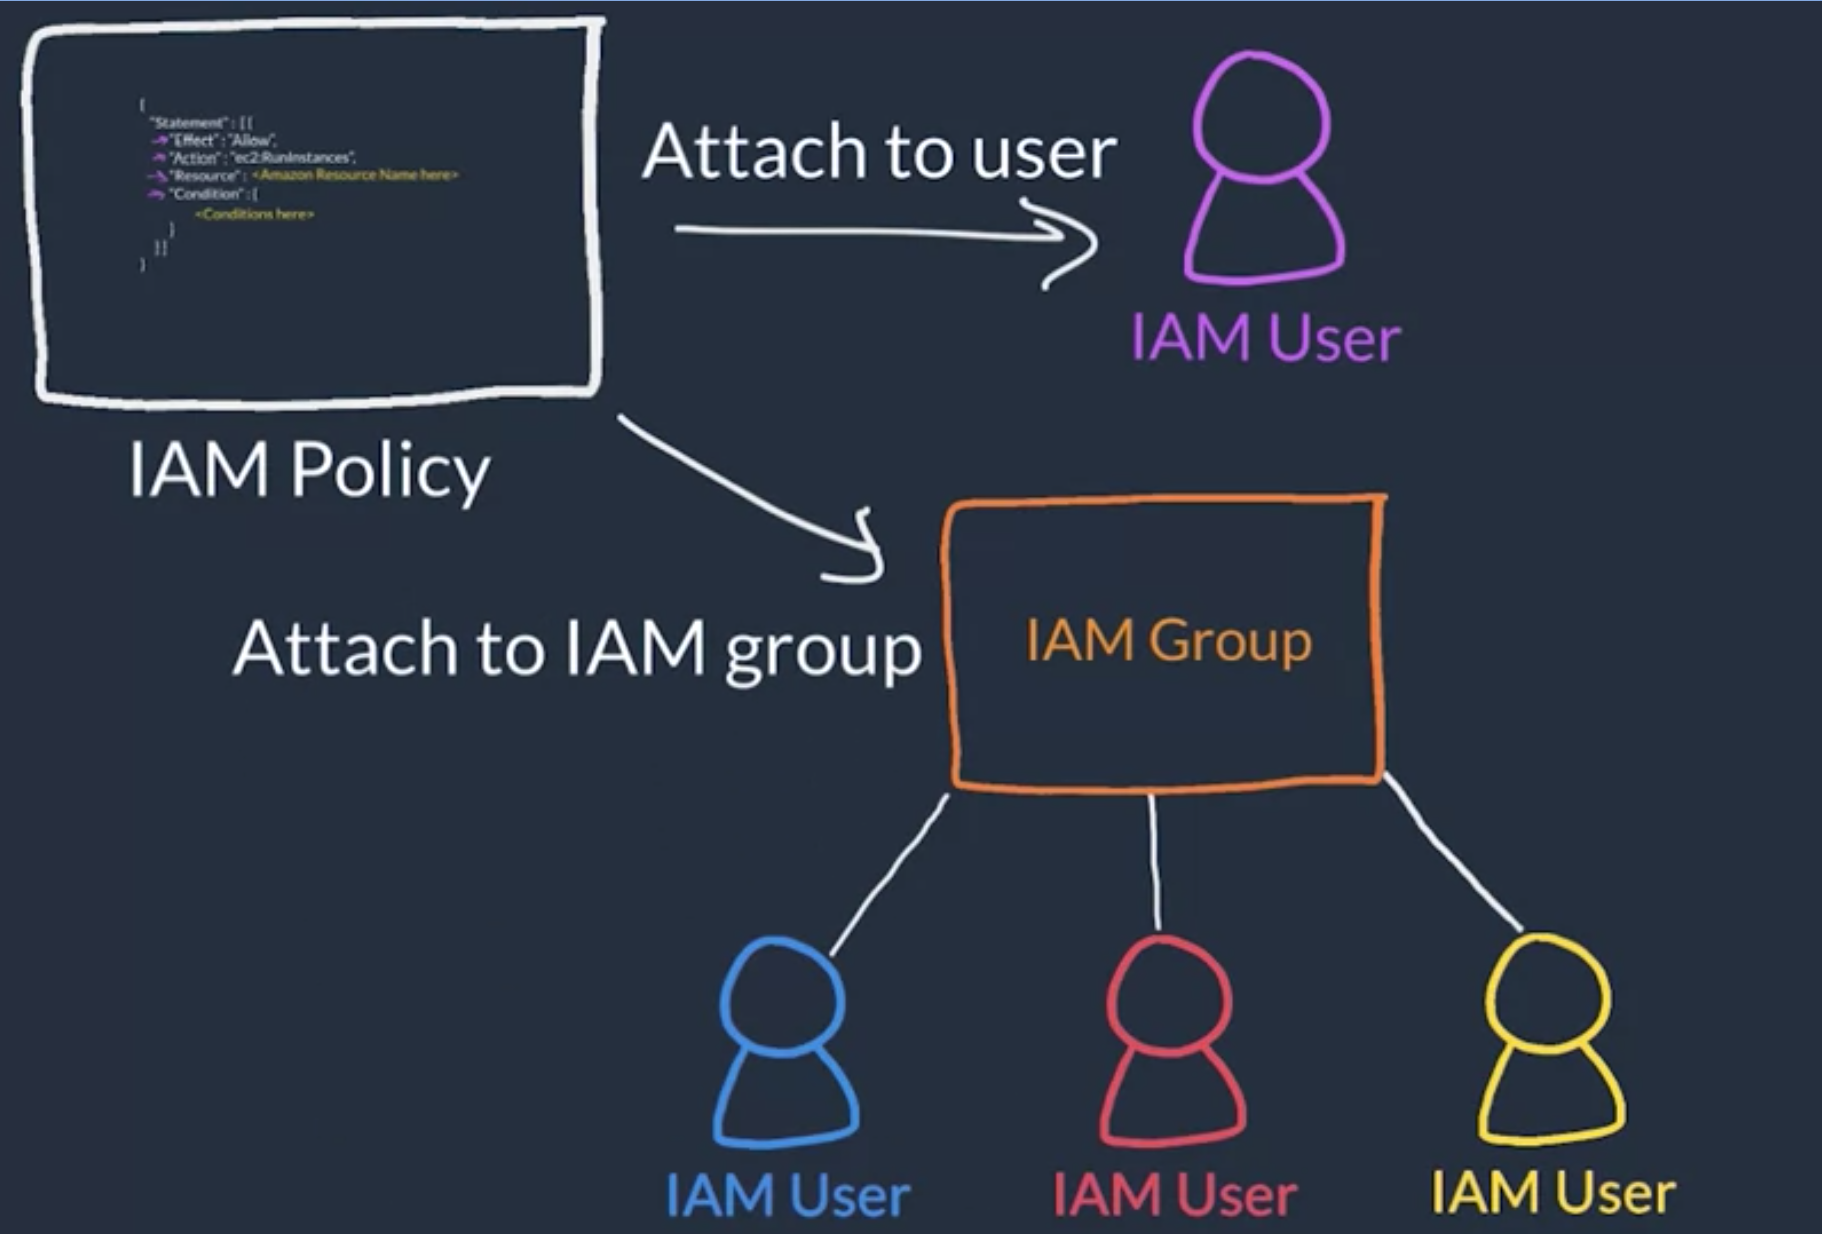 {
"Statement" : [{
"Effect" : "Allow",
"Action" : "ec2:RunInstances",
"Resource" : <Amazon Resource Name here>
"Condition" : {
<Conditions here>
}
}]
}
IAM Policy
Attach to user
IAM User
Attach to IAM group
IAM Group
IAM User
IAM User
IAM User